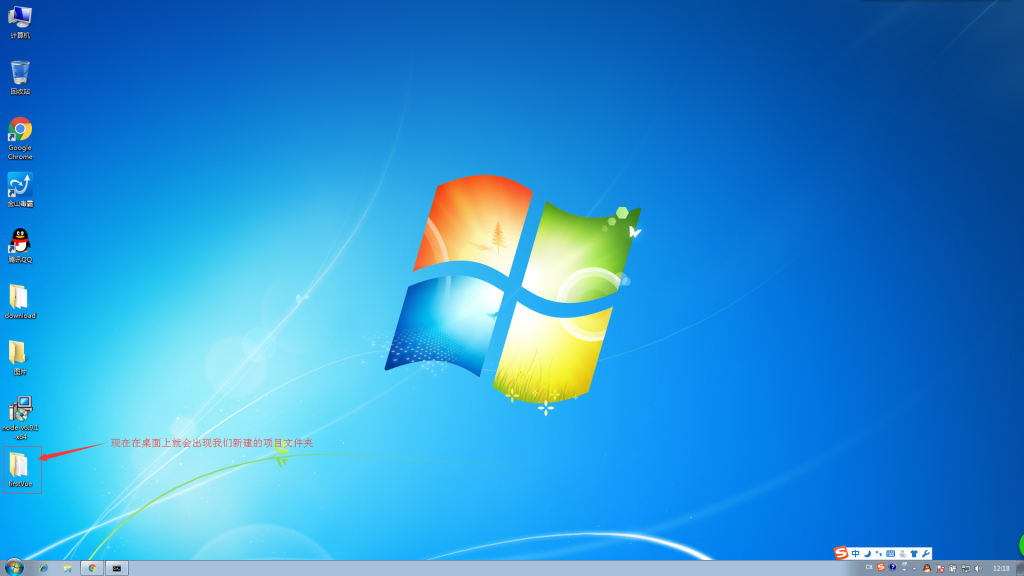 计算机
回收站
Google
Chrome
金山毒霸
腾讯QQ
download
图片
node-v6.9.1
-x64
现在在桌面上就会出现我们新建的项目文件夹
firstVue
中
CH
12:18